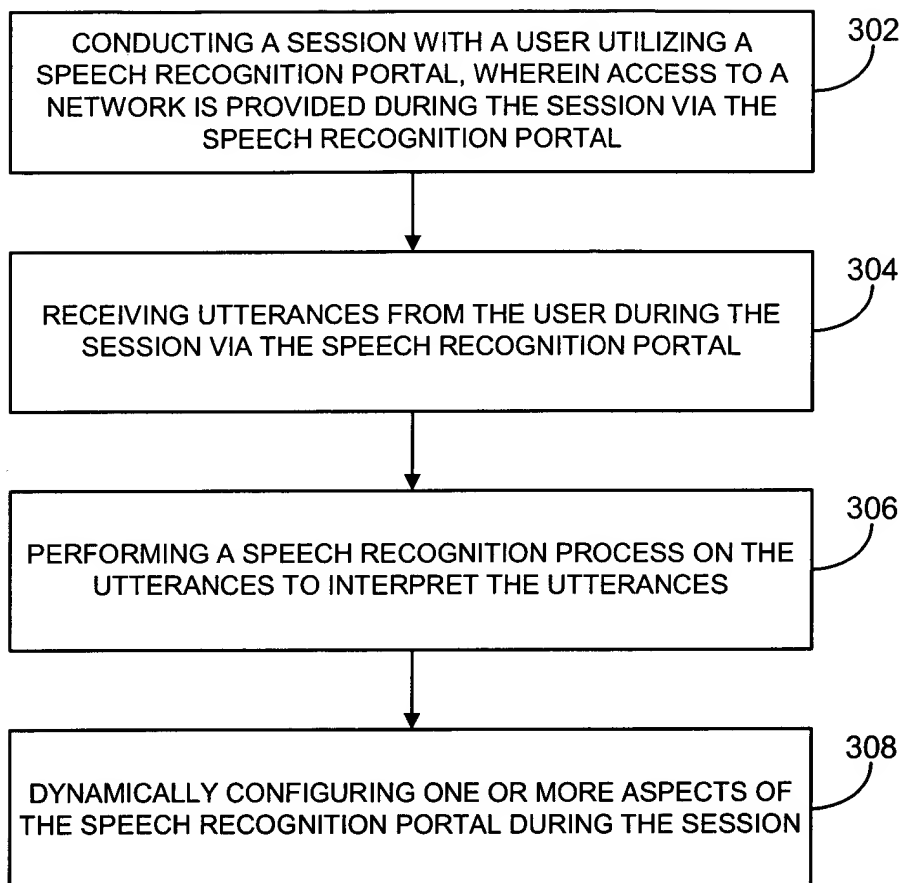 CONDUCTING A SESSION WITH A USER UTILIZING A
SPEECH RECOGNITION PORTAL, WHEREIN ACCESS TO A
NETWORK IS PROVIDED DURING THE SESSION VIA THE
SPEECH RECOGNITION PORTAL
302
RECEIVING UTTERANCES FROM THE USER DURING THE
SESSION VIA THE SPEECH RECOGNITION PORTAL
304
PERFORMING A SPEECH RECOGNITION PROCESS ON THE
UTTERANCES TO INTERPRET THE UTTERANCES
306
DYNAMICALLY CONFIGURING ONE OR MORE ASPECTS OF
THE SPEECH RECOGNITION PORTAL DURING THE SESSION
308